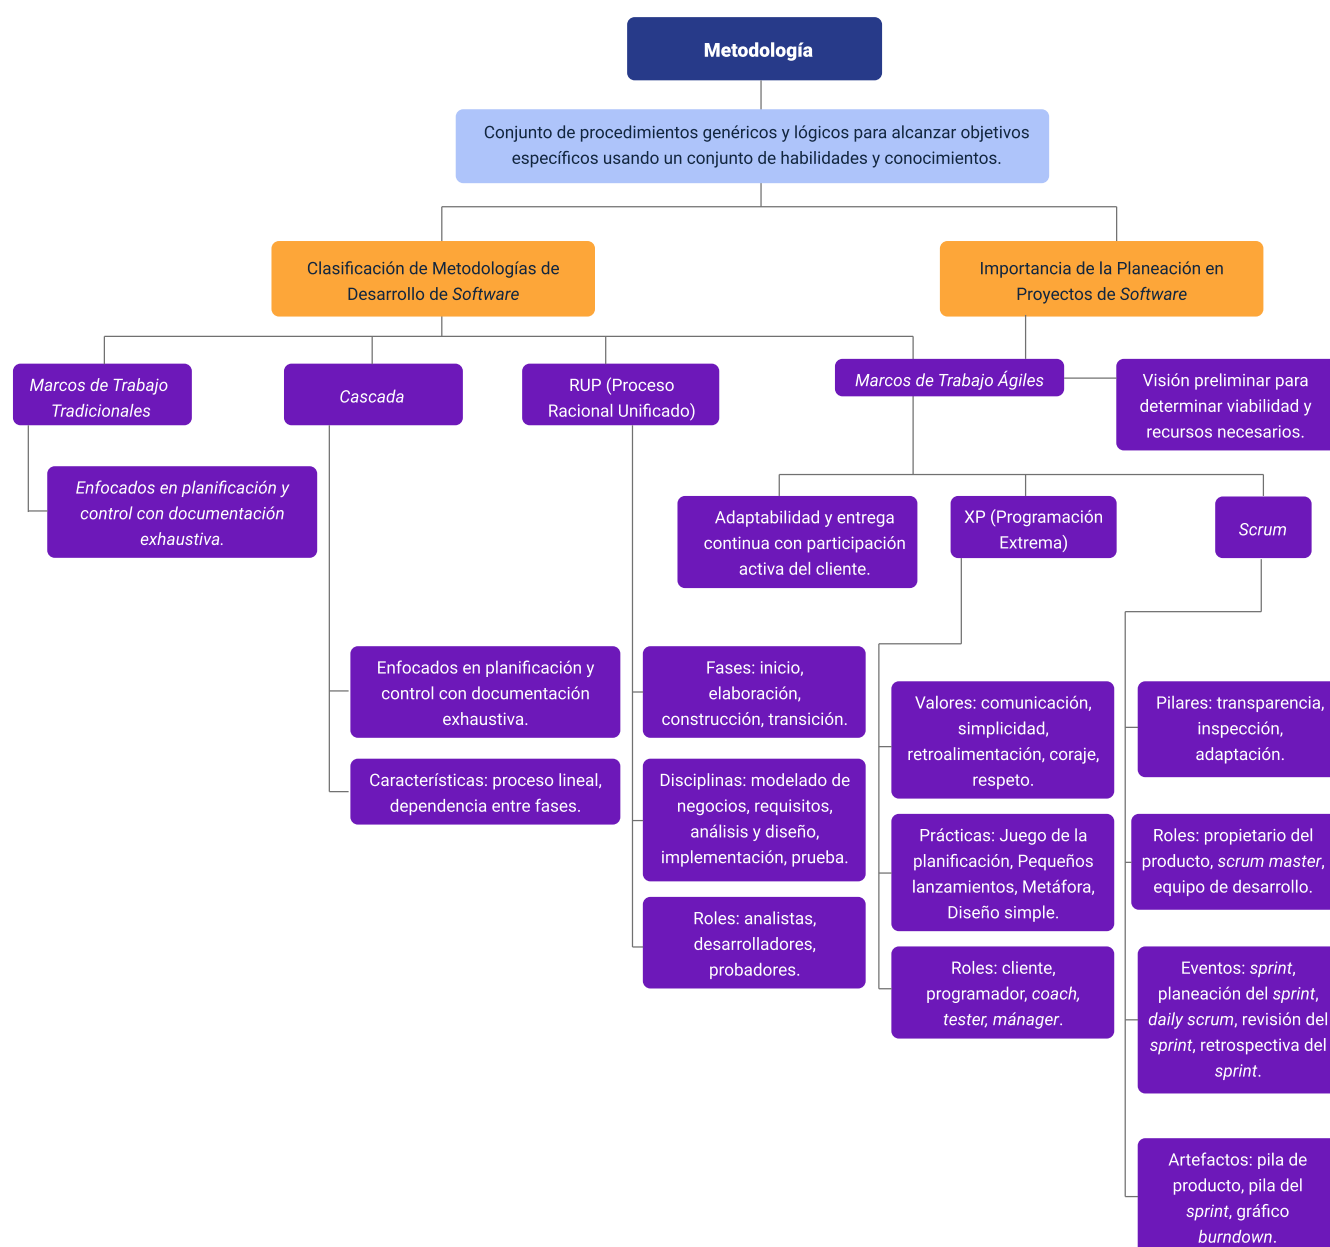 Metodología
Conjunto de procedimientos genéricos y lógicos para alcanzar objetivos
específicos usando un conjunto de habilidades y conocimientos.
Clasificación de Metodologías de
Desarrollo de Software
Importancia de la Planeación en
Proyectos de Software
Marcos de Trabajo
Tradicionales
Cascada
RUP (Proceso
Racional Unificado)
Marcos de Trabajo Ágiles
Visión preliminar para
determinar viabilidad y
recursos necesarios.
Enfocados en planificación y
control con documentación
exhaustiva.
Adaptabilidad y entrega
continua con participación
activa del cliente.
XP (Programación
Extrema)
Scrum
Enfocados en planificación y
control con documentación
exhaustiva.
Características: proceso lineal,
dependencia entre fases.
Fases: inicio,
elaboración,
construcción, transición.
Disciplinas: modelado de
negocios, requisitos,
análisis y diseño,
implementación, prueba.
Roles: analistas,
desarrolladores,
probadores.
Valores: comunicación,
simplicidad,
retroalimentación, coraje,
respeto.
Prácticas: Juego de la
planificación, Pequeños
lanzamientos, Metáfora,
Diseño simple.
Roles: cliente,
programador, coach,
tester, mánager.
Pilares: transparencia,
inspección,
adaptación.
Roles: propietario del
producto, scrum master,
equipo de desarrollo.
Eventos: sprint,
planeación del sprint,
daily scrum, revisión del
sprint, retrospectiva del
sprint.
Artefactos: pila de
producto, pila del
sprint, gráfico
burndown.